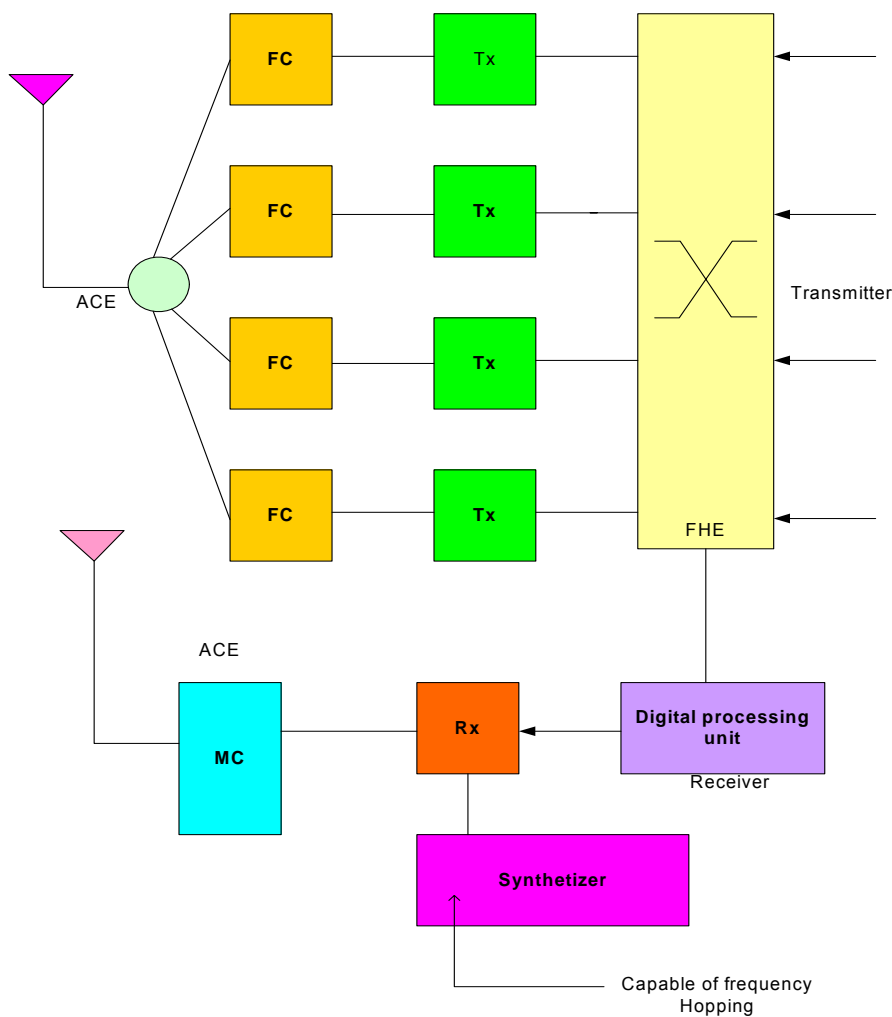 FC
Tx
FC
Tx
ACE
Transmitter
FC
Tx
FC
Tx
FHE
ACE
MC
Rx
Digital processing
unit
Receiver
Synthetizer
Capable of frequency
Hopping